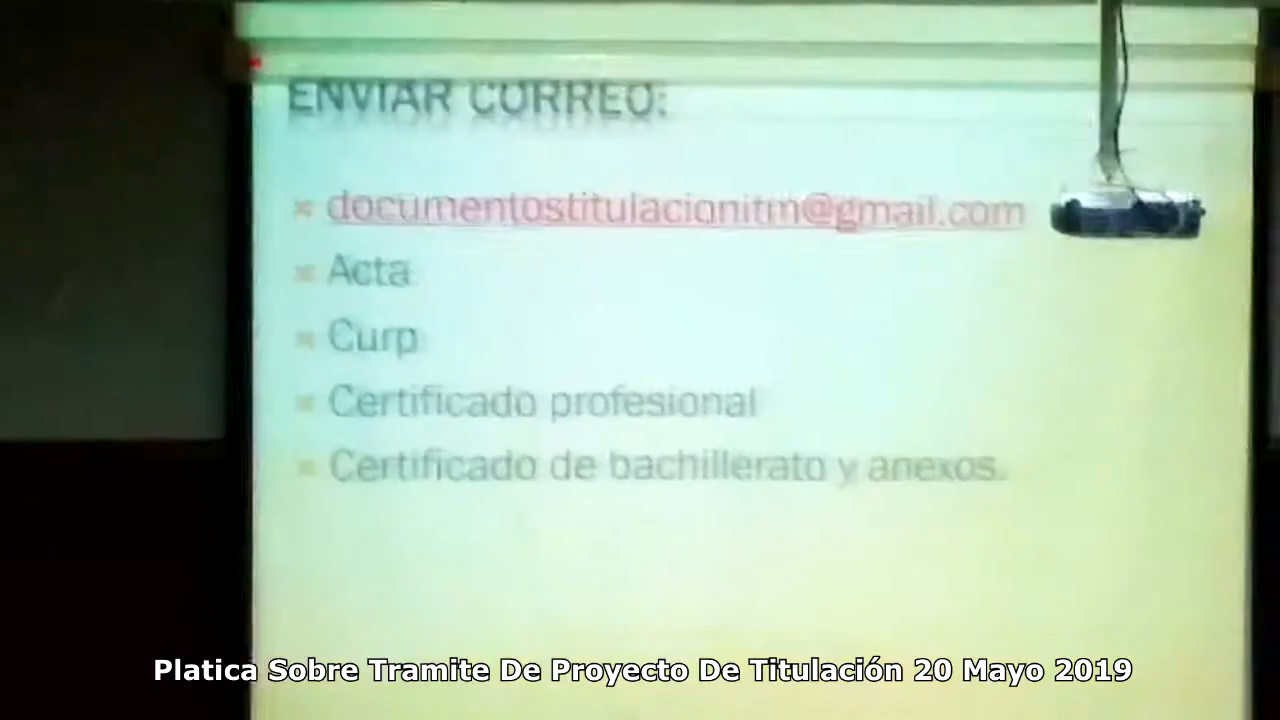 ENVIAR CORREO:
documentostitulacionitm@gmail.com
Acta
Curp
Certificado profesional
Certificado de bachillerato y anexos.
Platica Sobre Tramite De Proyecto De Titulación 20 Mayo 2019